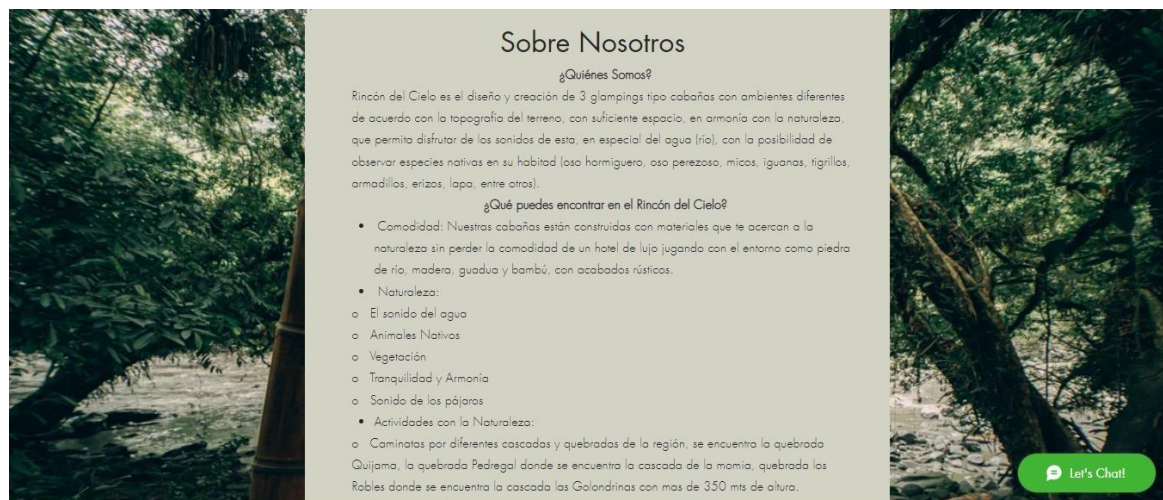 Sobre Nosotros
¿Quiénes Somos?
Rincón del Cielo es el diseño y creación de 3 glampings tipo cabañas con ambientes diferentes
de acuerdo con la topografía del terreno, con suficiente espacio, en armonía con la naturaleza,
que permita disfrutar de los sonidos de esta, en especial del agua (río), con la posibilidad de
observar especies nativas en su habitad (oso hormiguero, oso perezoso, micos, iguanas, tigrillos,
armadillos, erizos, lapa, entre otros).
¿Qué puedes encontrar en el Rincón del Cielo?
• Comodidad: Nuestras cabañas están construidas con materiales que te acercan a la
naturaleza sin perder la comodidad de un hotel de lujo jugando con el entorno como piedra
de río, madera, guadua y bambú, con acabados rústicos.
• Naturaleza:
o El sonido del agua
o Animales Nativos
o Vegetación
o Tranquilidad y Armonía
o Sonido de los pájaros
• Actividades con la Naturaleza:
o Caminatas por diferentes cascadas y quebradas de la región, se encuentra la quebrada
Quijama, la quebrada Pedregal donde se encuentra la cascada de la momia, quebrada los
Robles donde se encuentra la cascada las Golondrinas con mas de 350 mts de altura.
Let's Chat!